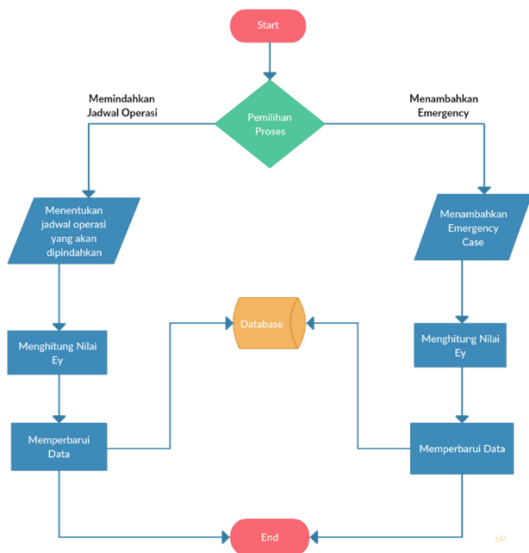 Start
Memindahkan
Jadwal Operasi
Pemilihan
Proses
Menambahkan
Emergency
Menentukan
jadwal operasi
yang akan
dipindahkan
Menambahkan
Emergency
Case
Database
Menghitung Nilai
Ey
Menghitung Nilai
Ey
Memperbarui
Data
Memperbarui Data
End